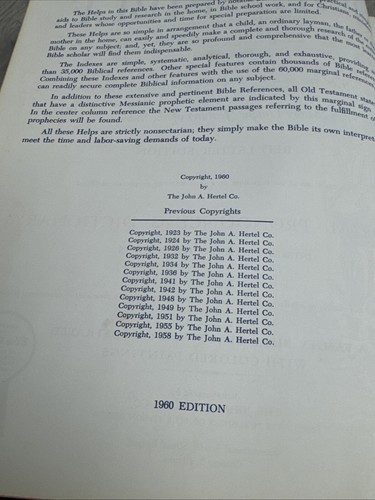 The Helps in this Bible have been prepared by
aids to Bible study and research in the home, in Bible school work, and for Christian
and leaders whose opportunities and time for special preparation are limited.
These Helps are so simple in arrangement that a child, an ordinary layman, the father
mother in the home, can easily and speedily make a complete and thorough research of
Bible on any subject; and, yet, they are so profound and comprehensive that the most
Bible scholar will find them indispensable.
The Indexes are simple, systematic, analytical, thorough, and exhaustive, providing
than 35,000 Biblical references. Other special features contain thousands of Bible
Combining these Indexes and other features with the use of the 60,000 marginal
can readily secure complete Biblical information on any subject.
In addition to these extensive and pertinent Bible References, all Old Testament
that have a distinctive Messianic prophetic element are indicated by this marginal sign
In the center column reference the New Testament passages referring to the fulfillment
prophecies will be found.
All these Helps are strictly nonsectarian; they simply make the Bible its own
meet the time and labor-saving demands of today.
Copyright, 1960
by
The John A. Hertel Co.
Previous Copyrights
Copyright, 1923 by The John A. Hertel Co.
Copyright, 1924 by The John A. Hertel Co.
Copyright, 1926 by The John A. Hertel Co.
Copyright, 1932 by The John A. Hertel Co.
Copyright, 1934 by The John A. Hertel Co.
Copyright, 1936 by The John A. Hertel Co.
Copyright, 1941 by The John A. Hertel Co.
Copyright, 1942 by The John A. Hertel Co.
Copyright, 1948 by The John A. Hertel Co.
Copyright, 1949 by The John A. Hertel Co.
Copyright, 1951 by The John A. Hertel Co.
Copyright, 1955 by The John A. Hertel Co.
Copyright, 1958 by The John A. Hertel Co.
1960 EDITION